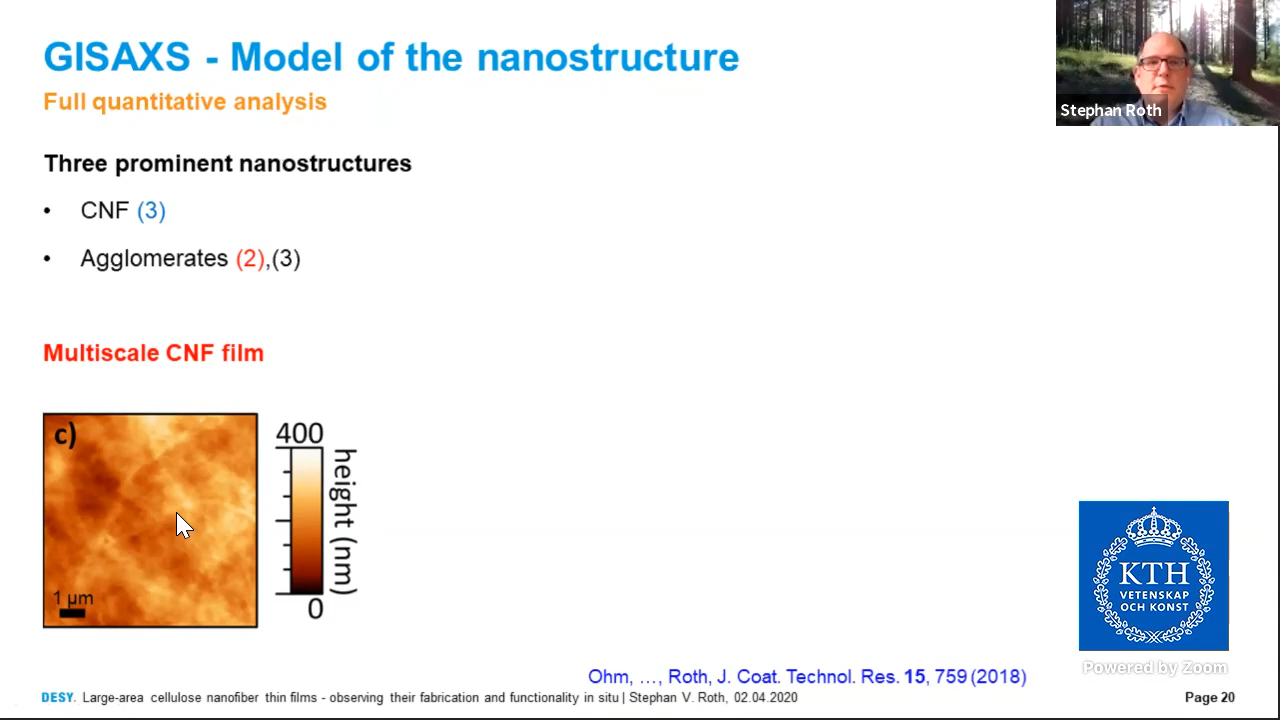 GISAXS - Model of the nanostructure
Full quantitative analysis
Stephan Roth
Three prominent nanostructures
• CNF (3)
• Agglomerates (2),(3)
Multiscale CNF film
c)
400
height (nm)
0
1 µm
KTH
VETENSKAP
OCH KONST
Ohm, …, Roth, J. Coat. Technol. Res. 15, 759 (2018)
Powered by Zoom
DESY. Large-area cellulose nanofiber thin films - observing their fabrication and functionality in situ | Stephan V. Roth, 02.04.2020
Page 20